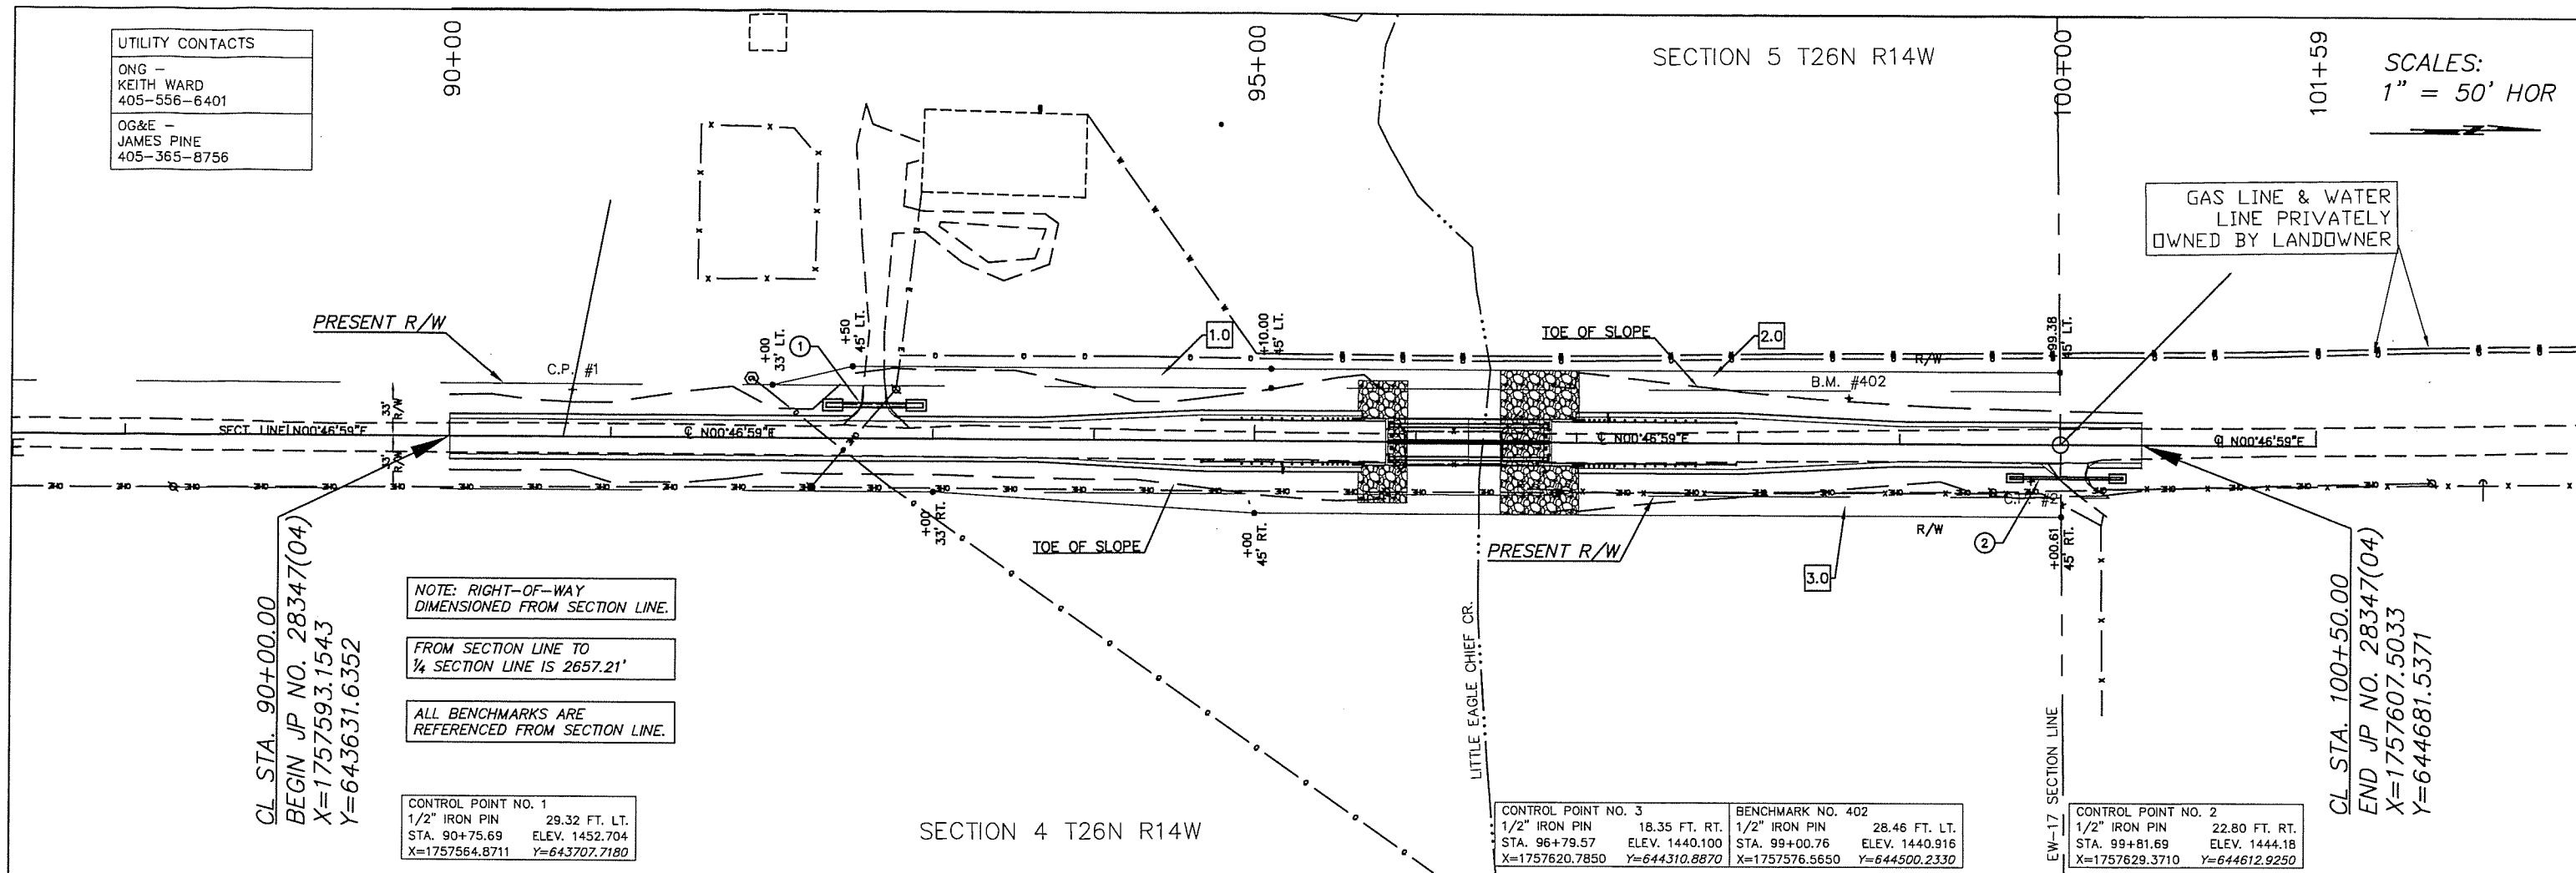 UTILITY CONTACTS
ONG –
KEITH WARD
405–556–6401
OG&E –
JAMES PINE
405–365–8756
90+00
95+00
SECTION 5 T26N R14W
100+00
101+59
SCALES:
1" = 50' HOR
GAS LINE & WATER
LINE PRIVATELY
OWNED BY LANDOWNER
PRESENT R/W
C.P. #1
+00
33' LT.
+50
45' LT.
1
1.0
+10.00
45' LT.
TOE OF SLOPE
2.0
R/W
+99.38
45' LT.
B.M. #402
33'
R/W
33'
R/W
SECT. LINE N00°46'59"E
℄ N00°46'59"E
℄ N00°46'59"E
℄ N00°46'59"E
C.P. #2
+00
33' RT.
TOE OF SLOPE
+00
45' RT.
PRESENT R/W
R/W
3.0
2
+00.61
45' RT.
CL STA. 90+00.00
BEGIN JP NO. 28347(04)
X=1757593.1543
Y=643631.6352
NOTE: RIGHT–OF–WAY
DIMENSIONED FROM SECTION LINE.
FROM SECTION LINE TO
¼ SECTION LINE IS 2657.21'
ALL BENCHMARKS ARE
REFERENCED FROM SECTION LINE.
LITTLE EAGLE CHIEF CR.
EW–17 SECTION LINE
CL STA. 100+50.00
END JP NO. 28347(04)
X=1757607.5033
Y=644681.5371
CONTROL POINT NO. 1
1/2" IRON PIN 29.32 FT. LT.
STA. 90+75.69 ELEV. 1452.704
X=1757564.8711 Y=643707.7180
SECTION 4 T26N R14W
CONTROL POINT NO. 3
1/2" IRON PIN 18.35 FT. RT.
STA. 96+79.57 ELEV. 1440.100
X=1757620.7850 Y=644310.8870
BENCHMARK NO. 402
1/2" IRON PIN 28.46 FT. LT.
STA. 99+00.76 ELEV. 1440.916
X=1757576.5650 Y=644500.2330
CONTROL POINT NO. 2
1/2" IRON PIN 22.80 FT. RT.
STA. 99+81.69 ELEV. 1444.18
X=1757629.3710 Y=644612.9250